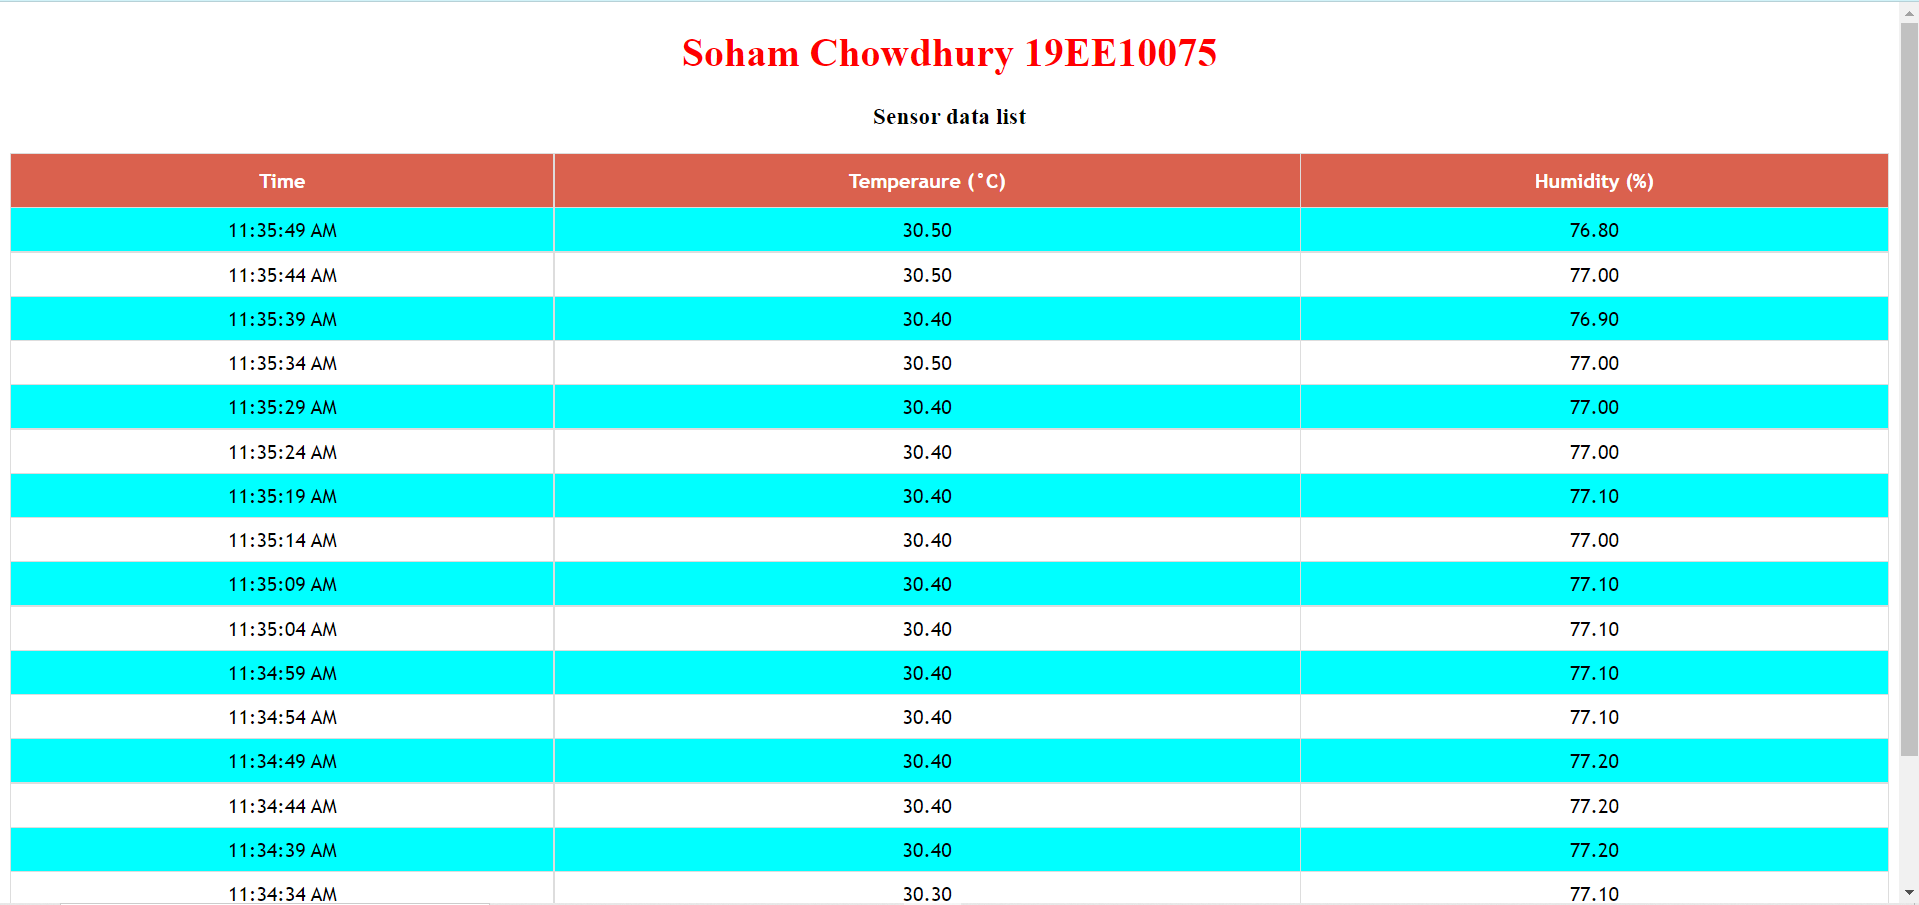 Soham Chowdhury 19EE10075
Sensor data list
Time Temperaure (°C) Humidity (%)
11:35:49 AM 30.50 76.80
11:35:44 AM 30.50 77.00
11:35:39 AM 30.40 76.90
11:35:34 AM 30.50 77.00
11:35:29 AM 30.40 77.00
11:35:24 AM 30.40 77.00
11:35:19 AM 30.40 77.10
11:35:14 AM 30.40 77.00
11:35:09 AM 30.40 77.10
11:35:04 AM 30.40 77.10
11:34:59 AM 30.40 77.10
11:34:54 AM 30.40 77.10
11:34:49 AM 30.40 77.20
11:34:44 AM 30.40 77.20
11:34:39 AM 30.40 77.20
11:34:34 AM 30.30 77.10